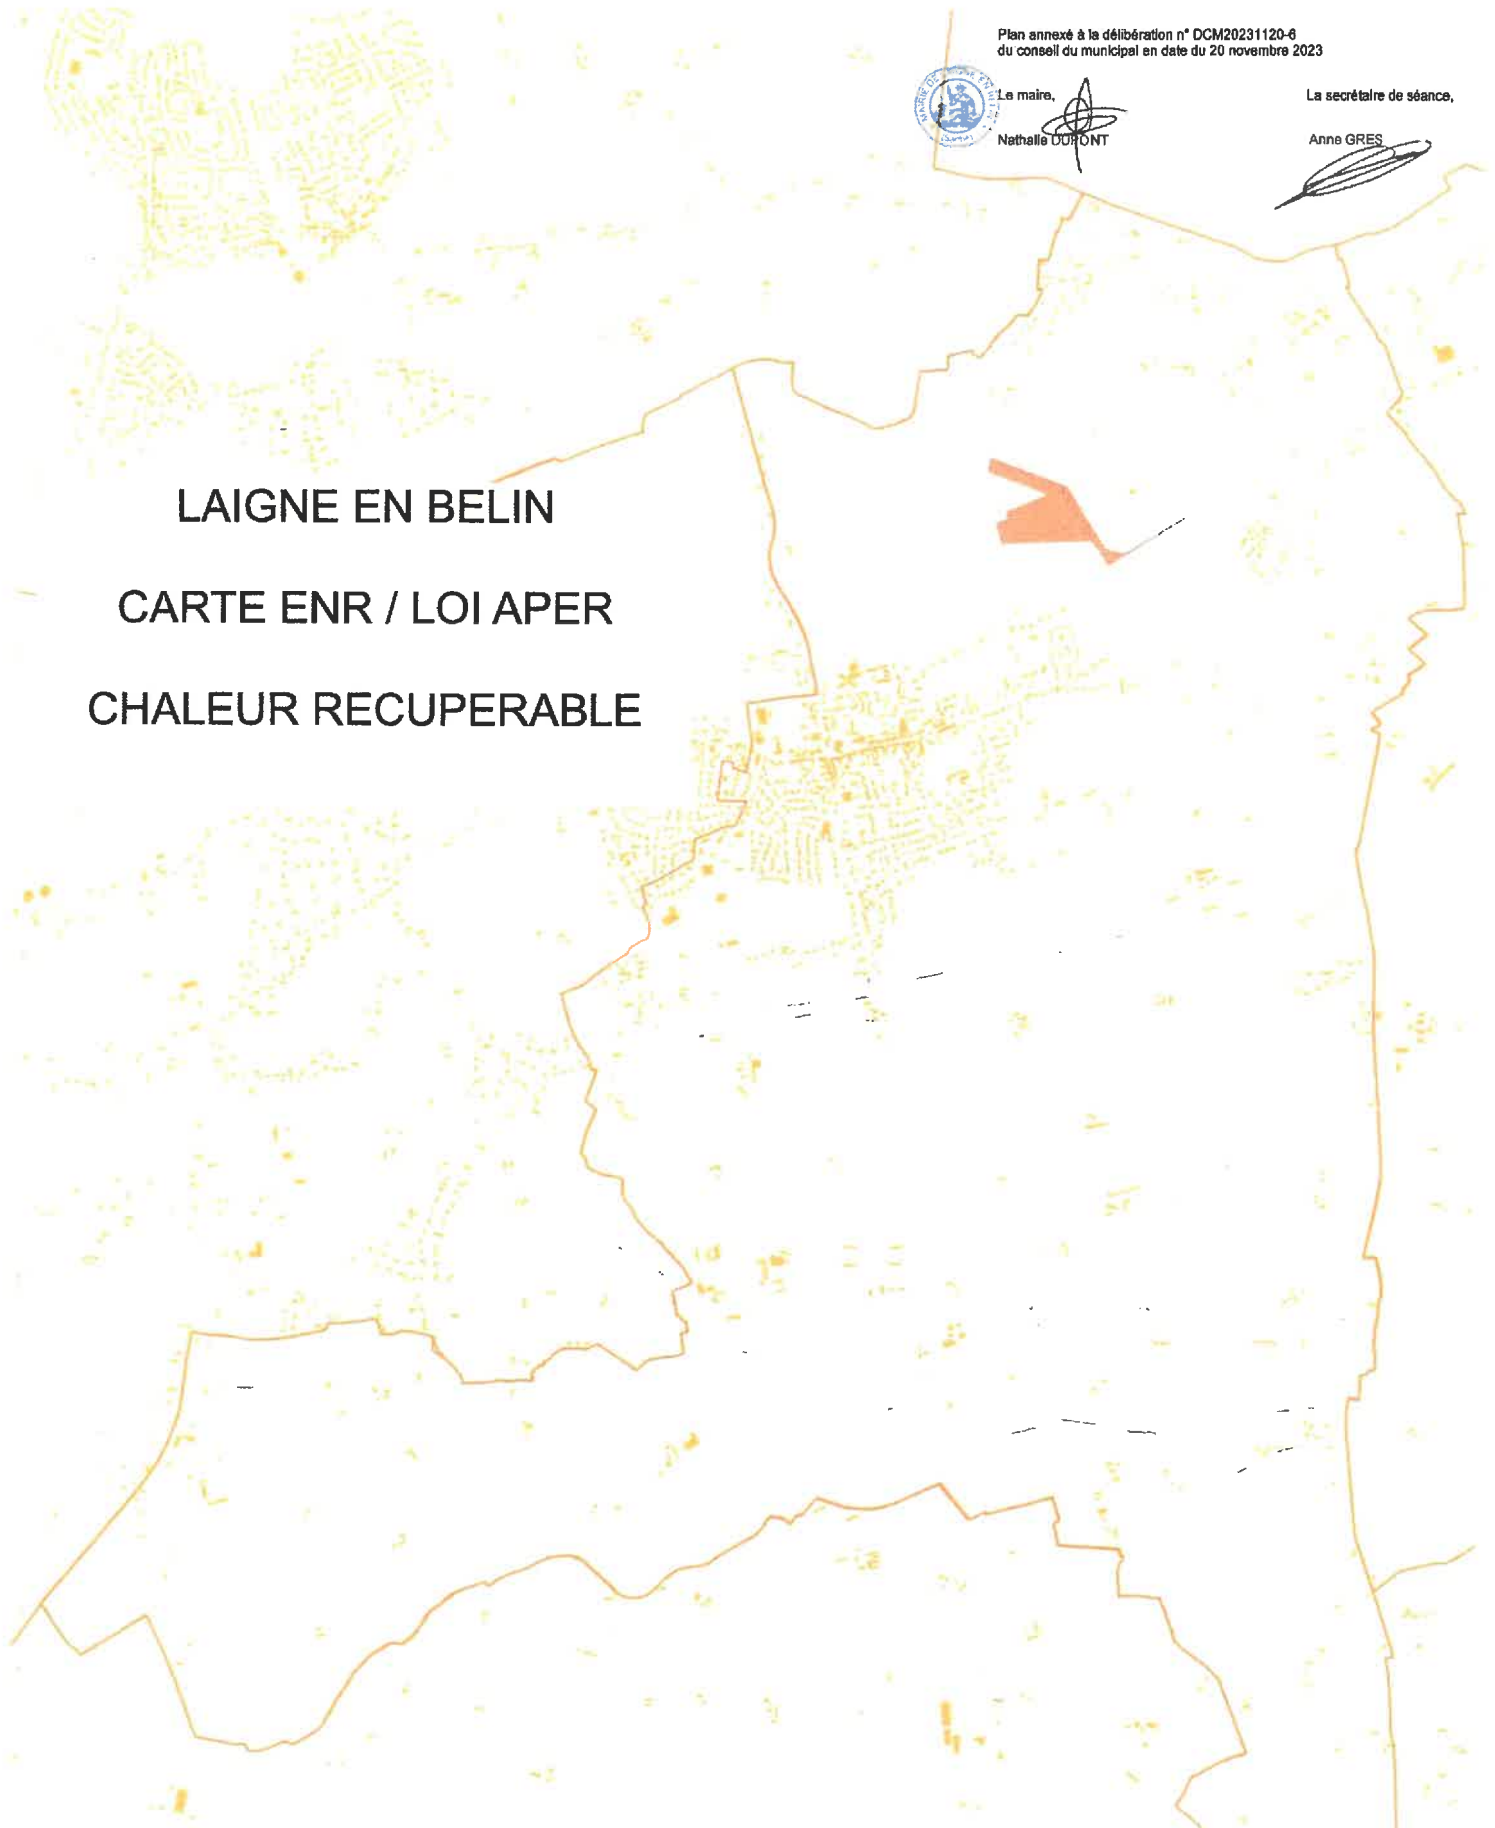 Plan annexé à la délibération n° DCM20231120-6
du conseil du municipal en date du 20 novembre 2023
Le maire,
La secrétaire de séance,
Nathalie DUPONT
Anne GRES
LAIGNE EN BELIN
CARTE ENR / LOI APER
CHALEUR RECUPERABLE